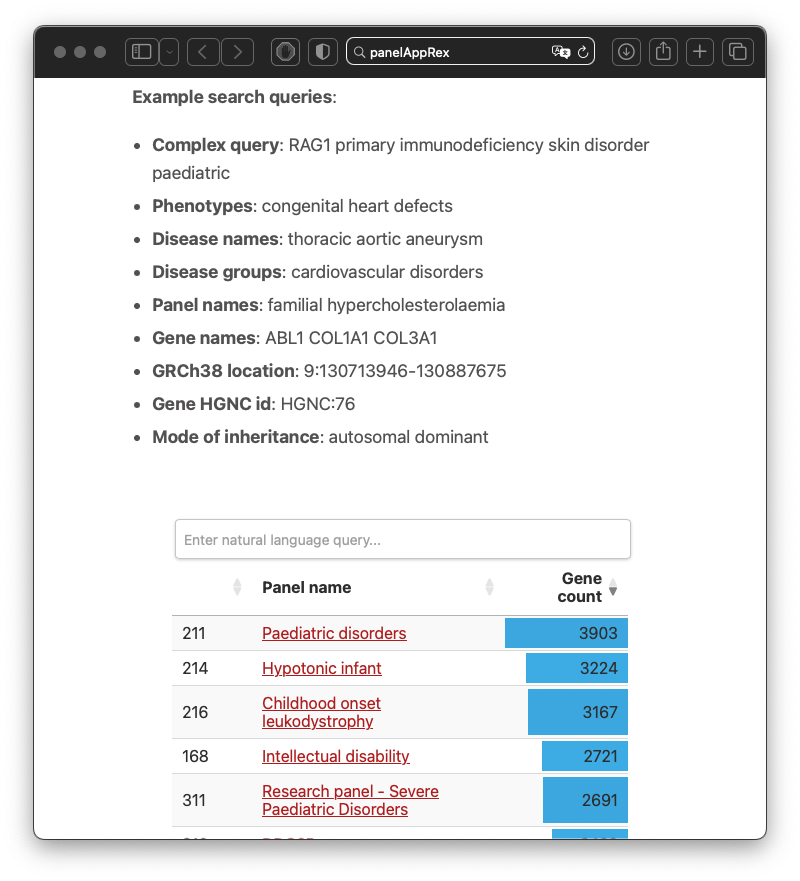 panelAppRex
Example search queries:
• Complex query: RAG1 primary immunodeficiency skin disorder
paediatric
• Phenotypes: congenital heart defects
• Disease names: thoracic aortic aneurysm
• Disease groups: cardiovascular disorders
• Panel names: familial hypercholesterolaemia
• Gene names: ABL1 COL1A1 COL3A1
• GRCh38 location: 9:130713946-130887675
• Gene HGNC id: HGNC:76
• Mode of inheritance: autosomal dominant
Enter natural language query...
Panel name Gene
count
211 Paediatric disorders 3903
214 Hypotonic infant 3224
216 Childhood onset 3167
leukodystrophy
168 Intellectual disability 2721
311 Research panel - Severe 2691
Paediatric Disorders